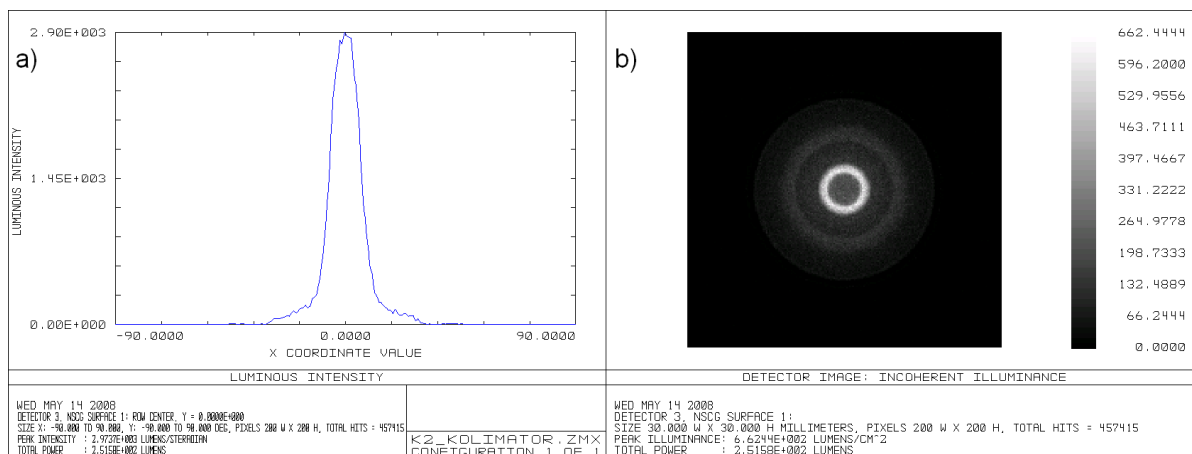 a)
2.90E+003
1.45E+003
0.00E+000
LUMINOUS INTENSITY
-90.0000 0.0000 90.0000
X COORDINATE VALUE
LUMINOUS INTENSITY
WED MAY 14 2008
DETECTOR 3, NSCG SURFACE 1: ROW CENTER, Y = 0.0000E+000
SIZE X: -90.000 TO 90.000, Y: -90.000 TO 90.000 DEG, PIXELS 200 W X 200 H, TOTAL HITS = 457415
PEAK INTENSITY : 2.9737E+003 LUMENS/STERADIAN
TOTAL POWER : 2.5158E+002 LUMENS
K2_KOLIMATOR.ZMX
CONFIGURATION 1 OF 1
b)
662.4444
596.2000
529.9556
463.7111
397.4667
331.2222
264.9778
198.7333
132.4889
66.2444
0.0000
DETECTOR IMAGE: INCOHERENT ILLUMINANCE
WED MAY 14 2008
DETECTOR 3, NSCG SURFACE 1:
SIZE 30.000 W X 30.000 H MILLIMETERS, PIXELS 200 W X 200 H, TOTAL HITS = 457415
PEAK ILLUMINANCE: 6.6244E+002 LUMENS/CM^2
TOTAL POWER : 2.5158E+002 LUMENS